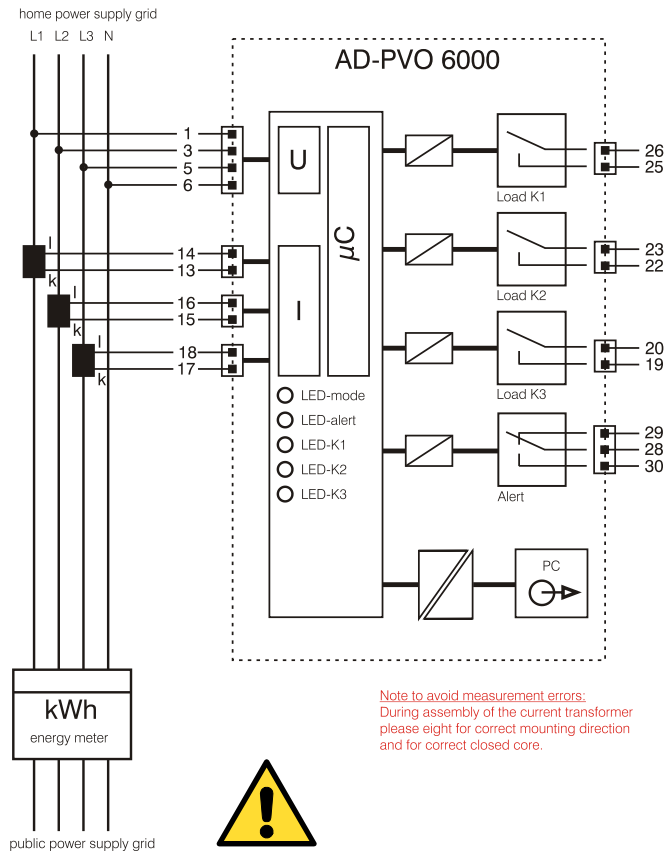 home power supply grid
L1 L2 L3 N
AD-PVO 6000
1
3
5
6
U
µC
26
25
Load K1
l
14
13
k
I
23
22
Load K2
l
16
15
k
20
19
Load K3
l
18
17
k
LED-mode
LED-alert
LED-K1
LED-K2
LED-K3
29
28
30
Alert
PC
kWh
energy meter
Note to avoid measurement errors:
During assembly of the current transformer
please eight for correct mounting direction
and for correct closed core.
!
public power supply grid